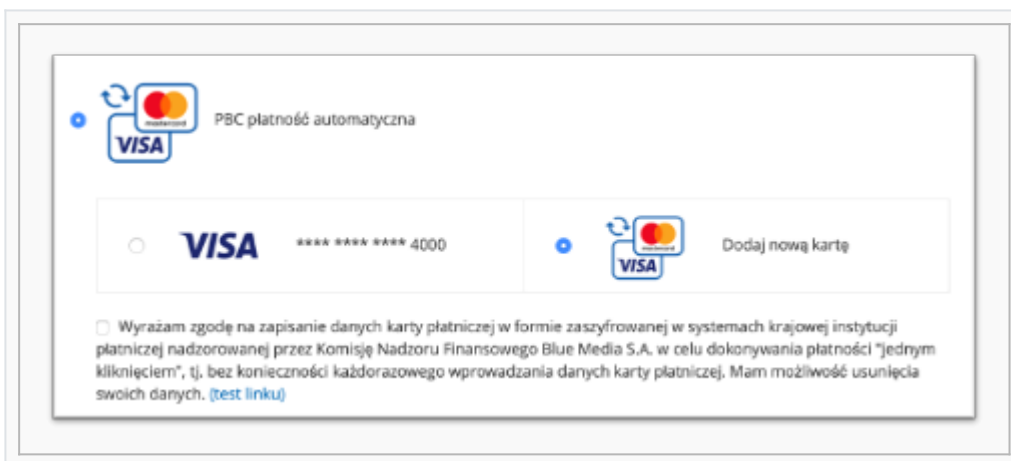 mastercard
VISA
PBC płatność automatyczna
VISA
**** **** **** 4000
mastercard
VISA
Dodaj nową kartę
Wyrażam zgodę na zapisanie danych karty płatniczej w formie zaszyfrowanej w systemach krajowej instytucji
płatniczej nadzorowanej przez Komisję Nadzoru Finansowego Blue Media S.A. w celu dokonywania płatności "jednym
kliknięciem", tj. bez konieczności każdorazowego wprowadzania danych karty płatniczej. Mam możliwość usunięcia
swoich danych. (test linku)